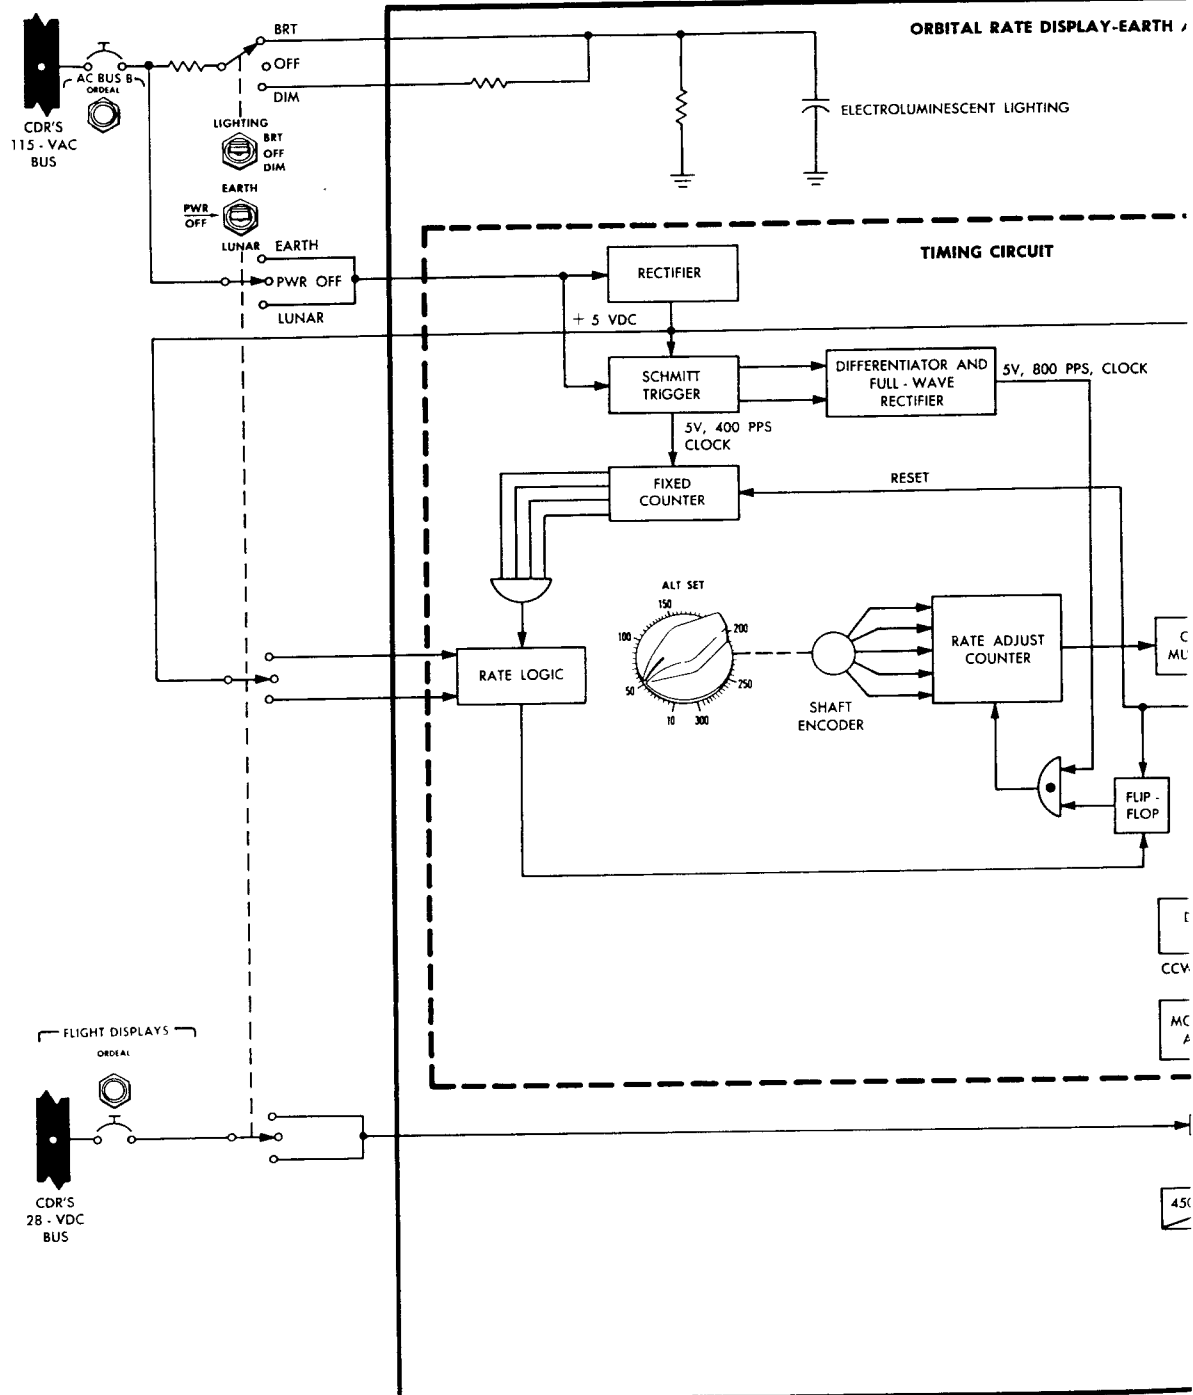 ORBITAL RATE DISPLAY-EARTH
BRT
OFF
DIM
AC BUS B
ORDEAL
CDR'S
115 - VAC
BUS
LIGHTING
BRT
OFF
DIM
ELECTROLUMINESCENT LIGHTING
EARTH
PWR
OFF
LUNAR
EARTH
PWR OFF
LUNAR
TIMING CIRCUIT
RECTIFIER
+ 5 VDC
SCHMITT
TRIGGER
DIFFERENTIATOR AND
FULL - WAVE
RECTIFIER
5V, 800 PPS, CLOCK
5V, 400 PPS
CLOCK
FIXED
COUNTER
RESET
ALT SET
150
100
200
50
250
10
300
RATE LOGIC
SHAFT
ENCODER
RATE ADJUST
COUNTER
C
MU
FLIP -
FLOP
CCW
MC
A
FLIGHT DISPLAYS
ORDEAL
CDR'S
28 - VDC
BUS